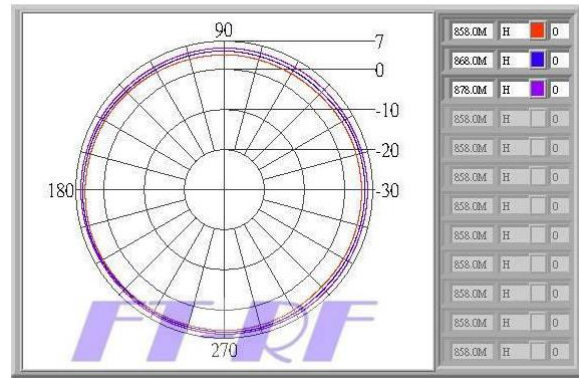 90
7
0
-10
-20
180
-30
270
FT RF
858.0M H 0
868.0M H 0
878.0M H 0
858.0M H 0
858.0M H 0
858.0M H 0
858.0M H 0
858.0M H 0
858.0M H 0
858.0M H 0
858.0M H 0
858.0M H 0